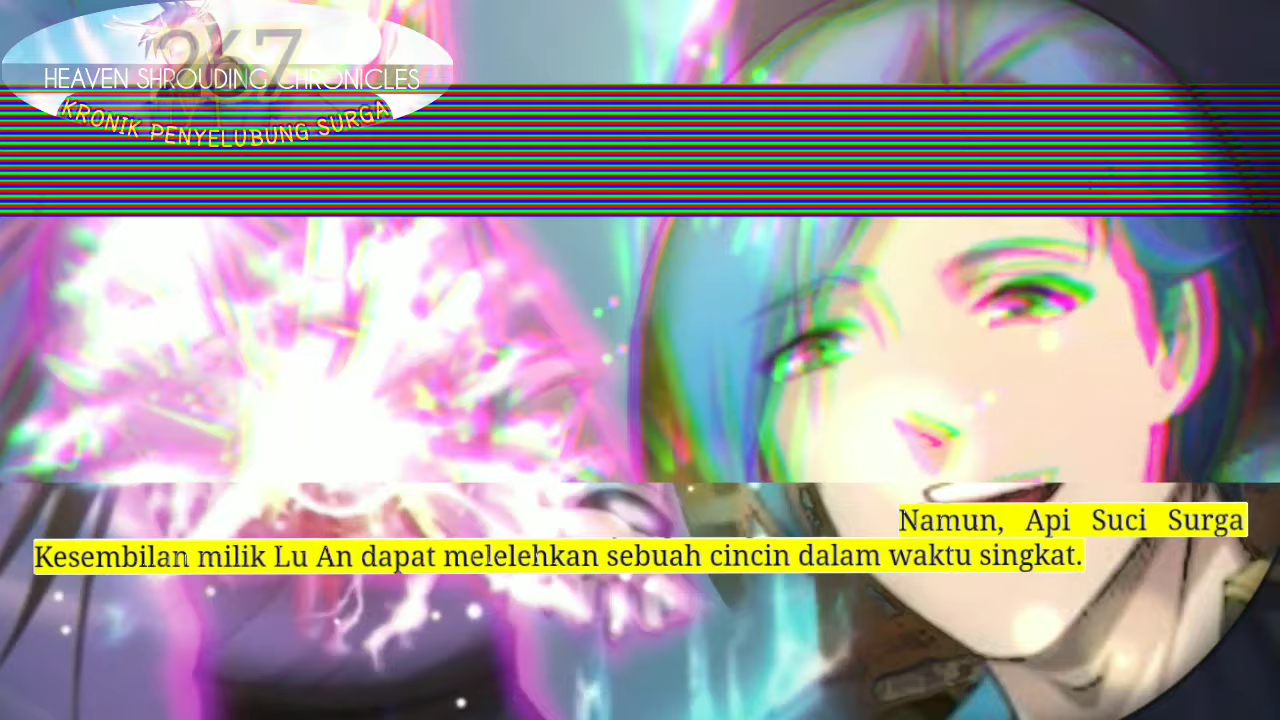 267
HEAVEN SHROUDING CHRONICLES
KRONIK PENYELUBUNG SURGA
Namun, Api Suci Surga
Kesembilan milik Lu An dapat melelehkan sebuah cincin dalam waktu singkat.